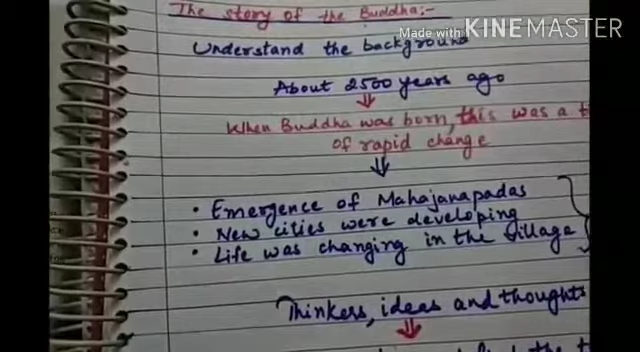 The story of the Buddha:-
Made with KINEMASTER
Understand the background
About 2500 years ago
When Buddha was born, this was a t
of rapid change
• Emergence of Mahajanapadas
• New cities were developing
• Life was changing in the village
Thinkers, ideas and thoughts